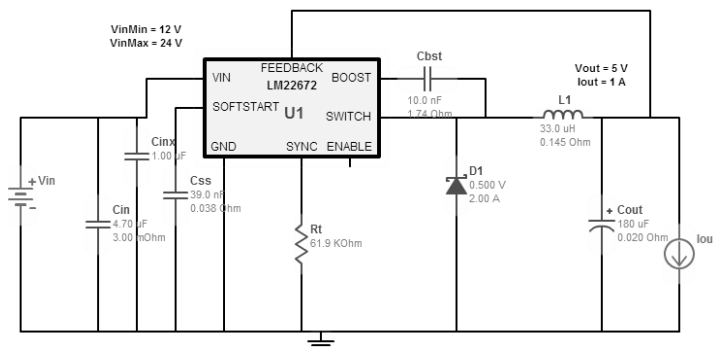 VinMin = 12 V
VinMax = 24 V
FEEDBACK
VIN
LM22672
BOOST
SOFTSTART
U1
SWITCH
GND
SYNC
ENABLE
Cbst
10.0 nF
1.74 Ohm
Vout = 5 V
Iout = 1 A
L1
33.0 uH
0.145 Ohm
Cinx
1.00 uF
Css
39.0 nF
0.038 Ohm
D1
0.500 V
2.00 A
+ Vin
-
Cin
4.70 uF
3.00 mOhm
Rt
61.9 KOhm
+ Cout
180 uF
0.020 Ohm
Iou